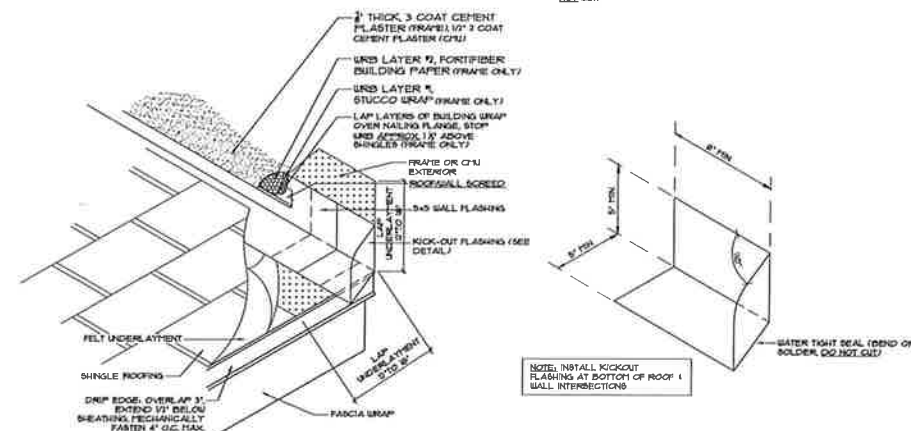 THICK, 3 COAT CEMENT
PLASTER (FRAME), 1/2" 2 COAT
CEMENT PLASTER (CMU)
WRB LAYER #2, FORTIFIBER
BUILDING PAPER (FRAME ONLY)
WRB LAYER
STUCCO WRAP (FRAME ONLY)
LAP LAYERS OF BUILDING WRAP
OVER NAILING FLANGE, STOP
WRB APPROX. ABOVE
SHINGLES (FRAME ONLY)
FRAME OR CMU
EXTERIOR
ROOF/WALL SCREED
5x5 WALL FLASHING
LAP
UNDERLAYMENT
KICK-OUT FLASHING (SEE
DETAIL)
FELT UNDERLAYMENT
SHINGLE ROOFING
DRIP EDGE: OVERLAP 3",
EXTEND 1/2" BELOW
SHEATHING, MECHANICALLY
FASTEN 4" O.C. MAX.
FASCIA WRAP
LAP
UNDERLAYMENT
8" MIN
5" MIN
5" MIN
WATER TIGHT SEAL (BEND OR
SOLDER, DO NOT CUT)
NOTE: INSTALL KICKOUT
FLASHING AT BOTTOM OF ROOF &
WALL INTERSECTIONS